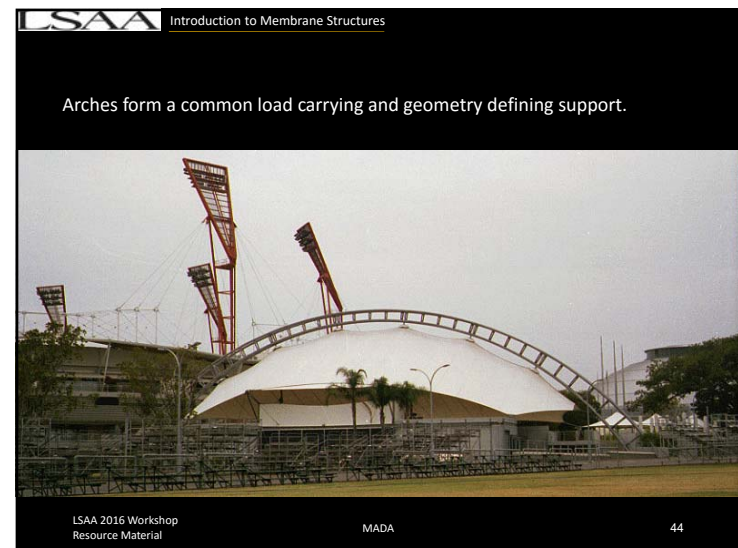 LSAA Introduction to Membrane Structures
Arches form a common load carrying and geometry defining support.
LSAA 2016 Workshop
Resource Material
MADA
44